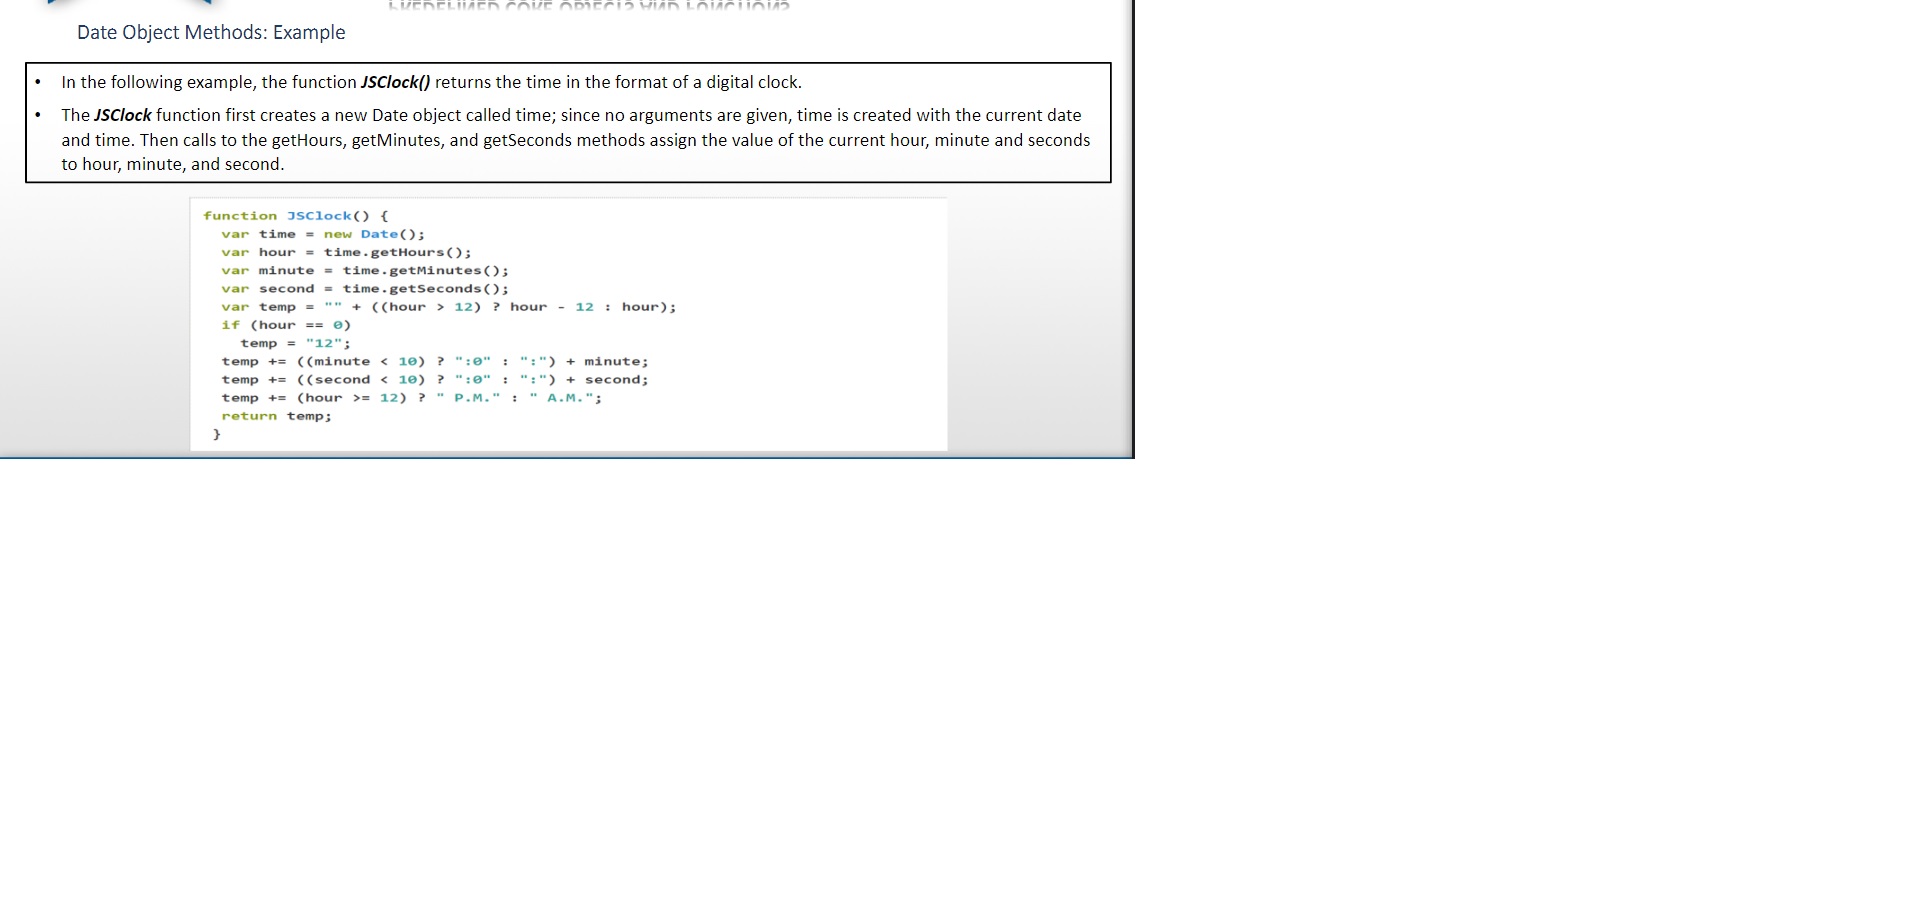 Date Object Methods: Example
• In the following example, the function JSClock() returns the time in the format of a digital clock.
• The JSClock function first creates a new Date object called time; since no arguments are given, time is created with the current date
and time. Then calls to the getHours, getMinutes, and getSeconds methods assign the value of the current hour, minute and seconds
to hour, minute, and second.
function JSClock() {
  var time = new Date();
  var hour = time.getHours();
  var minute = time.getMinutes();
  var second = time.getSeconds();
  var temp = "" + ((hour > 12) ? hour - 12 : hour);
  if (hour == 0)
    temp = "12";
  temp += ((minute < 10) ? ":0" : ":") + minute;
  temp += ((second < 10) ? ":0" : ":") + second;
  temp += (hour >= 12) ? " P.M." : " A.M.";
  return temp;
}